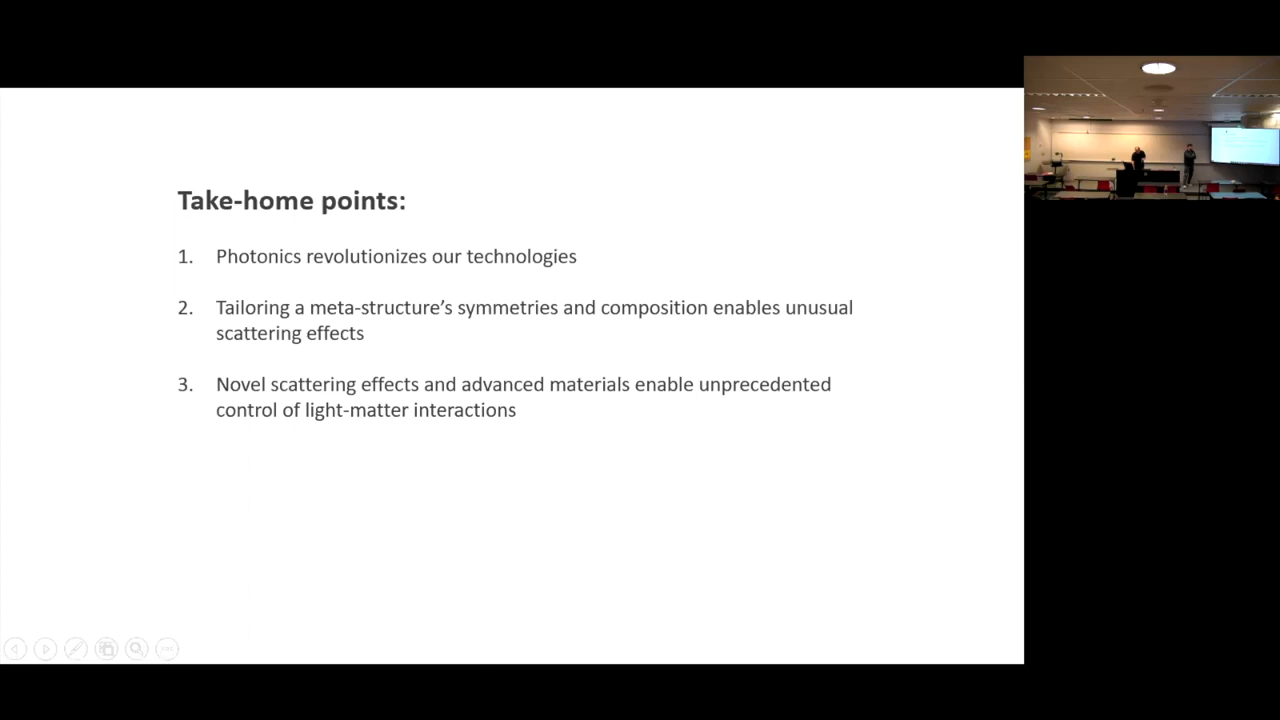 Take-home points:
1. Photonics revolutionizes our technologies
2. Tailoring a meta-structure’s symmetries and composition enables unusual
scattering effects
3. Novel scattering effects and advanced materials enable unprecedented
control of light-matter interactions